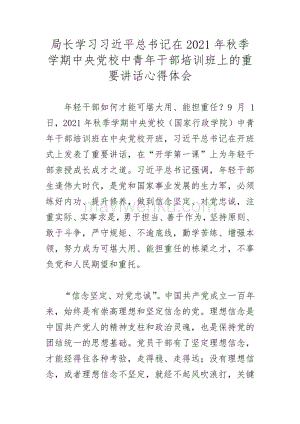 局长学习习近平总书记在 2021 年秋季
学期中央党校中青年干部培训班上的重
要讲话心得体会
年轻干部如何才可堪大用、能担重任？9 月 1
日，2021 年秋季学期中央党校（国家行政学院）中青
年干部培训班在中央党校开班，习近平总书记在开班
式上发表了重要讲话，在“开学第一课”上为年轻干
部亲授成长成才之道。习近平总书记强调，年轻干部
生逢伟大时代，是党和国家事业发展的生力军，必须
练好内功、提升修养，做到信念坚定、对党忠诚，注
重实际、实事求是，勇于担当、善于作为，坚持原则、
敢于斗争，严守规矩、不逾底线，勤学苦练、增强本
领，努力成为可堪大用、能担重任的栋梁之才，不辜
负党和人民期望和重托。
“信念坚定、对党忠诚”。中国共产党成立一百年
来，始终是有崇高理想和坚定信念的党。理想信念是
中国共产党人的精神支柱和政治灵魂，也是保持党的
团结统一的思想基础。党员干部有了坚定理想信念，
才能经得住各种考验，走得稳、走得远；没有理想信
念，或者理想信念不坚定，就经不起风吹浪打，关键